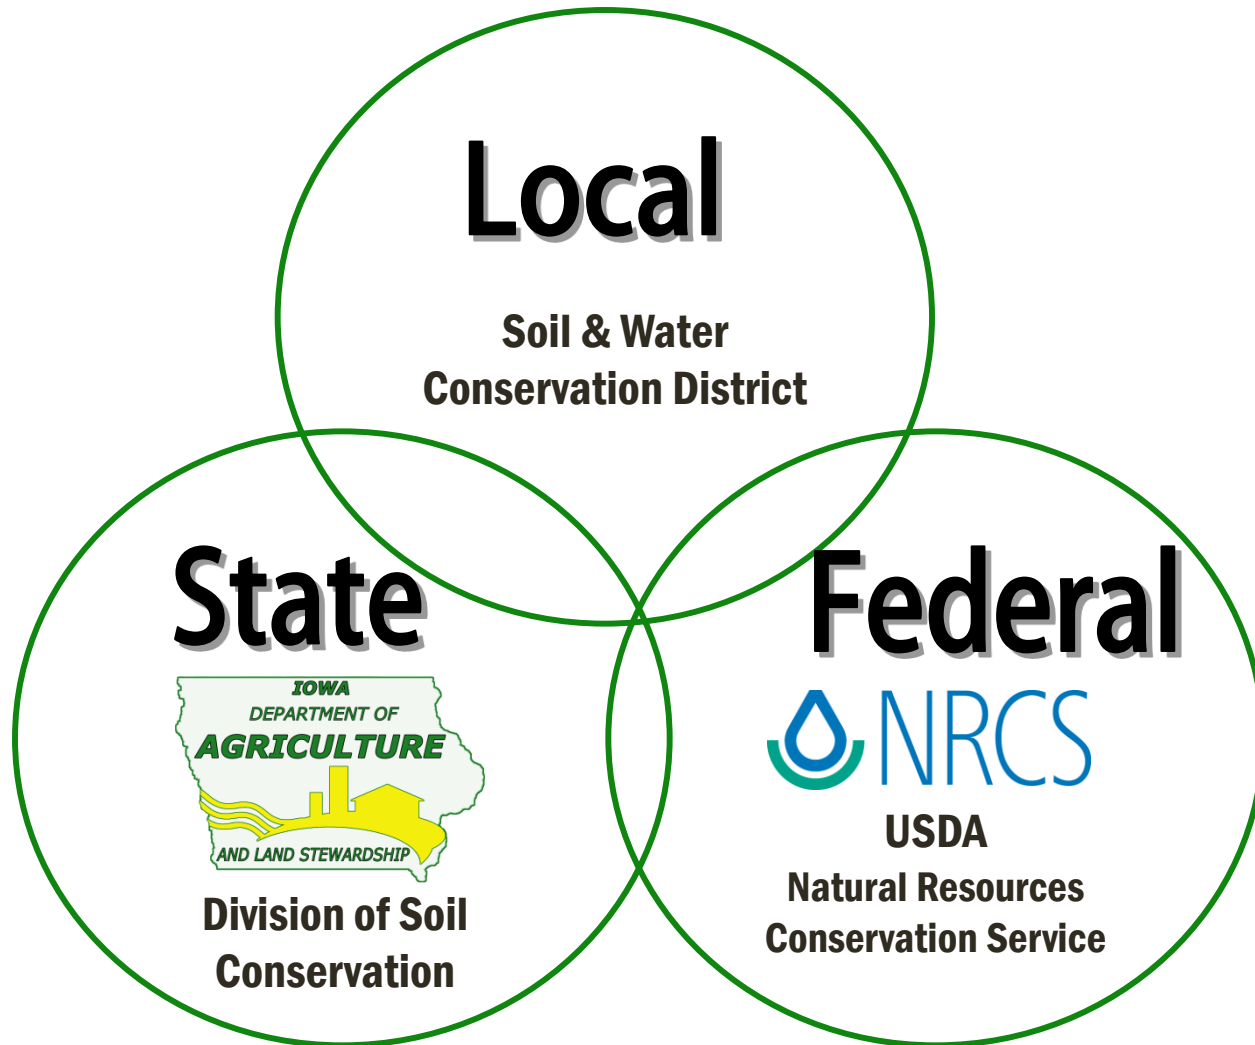 Local
Soil & Water
Conservation District
State
IOWA
DEPARTMENT OF
AGRICULTURE
AND LAND STEWARDSHIP
Division of Soil
Conservation
Federal
NRCS
USDA
Natural Resources
Conservation Service